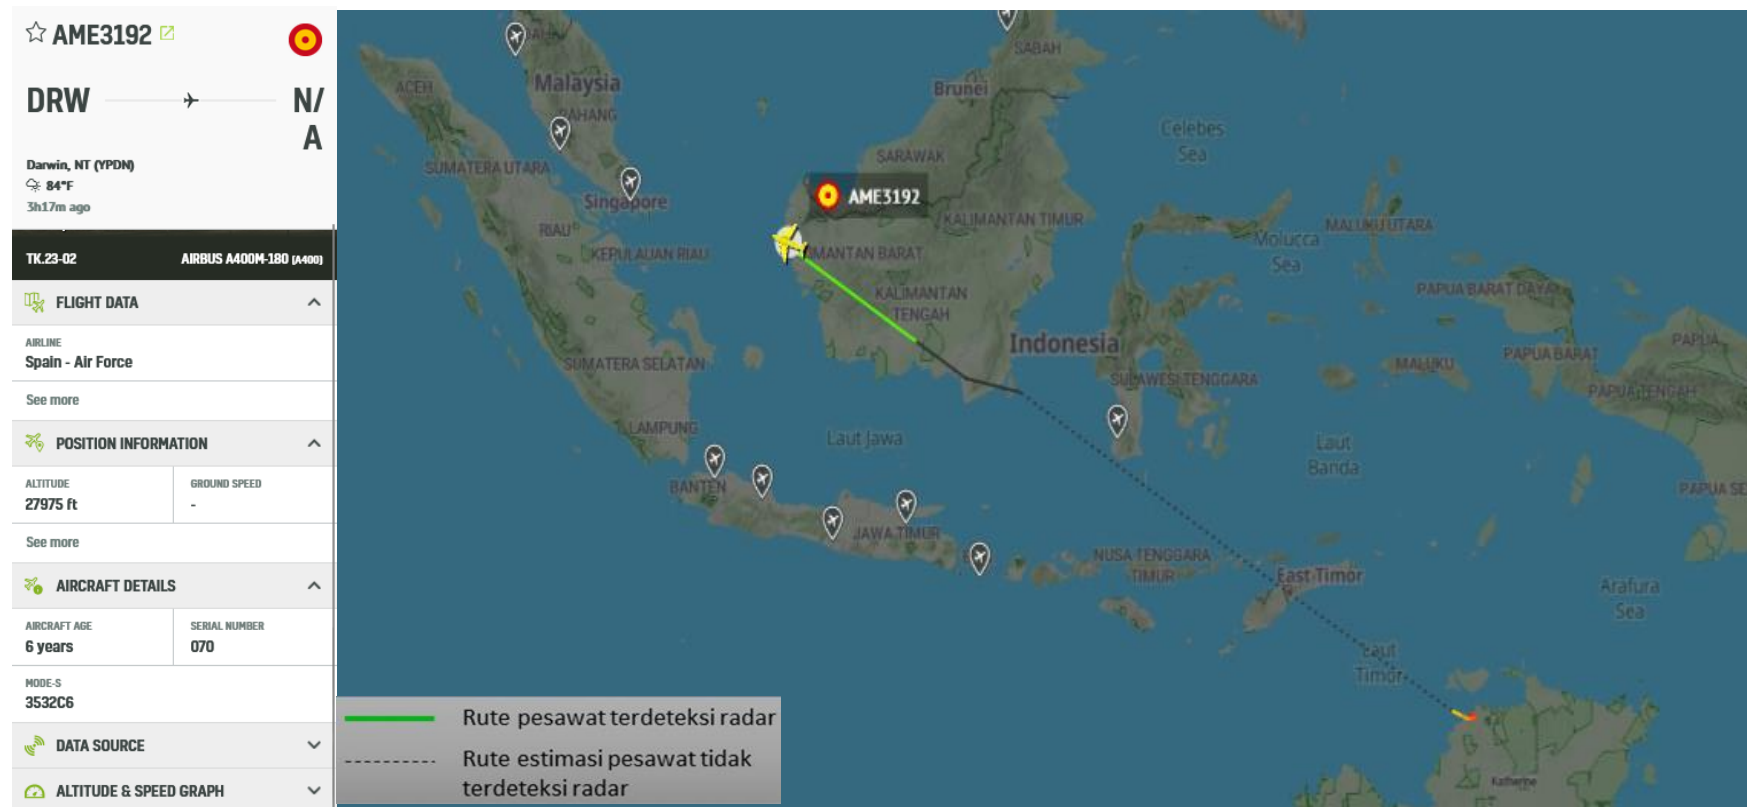 AME3192
DRW
N/
A
Darwin, NT (YPDN)
84°F
3h17m ago
TK.23-02
AIRBUS A400M-180 (A400)
FLIGHT DATA
AIRLINE
Spain - Air Force
See more
POSITION INFORMATION
ALTITUDE
GROUND SPEED
27975 ft
-
See more
AIRCRAFT DETAILS
AIRCRAFT AGE
SERIAL NUMBER
6 years
070
MODE-S
3532C6
DATA SOURCE
ALTITUDE & SPEED GRAPH
SABAH
ACEH
Malaysia
PAHANG
Brunei
Celebes
Sea
SUMATERA UTARA
SARAWAK
AME3192
Singapore
KALIMANTAN TIMUR
RIAU
MALUKU UTARA
Molucca
Sea
KEPULAUAN RIAU
IMANTAN BARAT
KALIMANTAN
TENGAH
PAPUA BARAT DAYA
Indonesia
PAPUA
PAPUA BARAT
MALUKU
SUMATERA SELATAN
SULAWESI TENGGARA
PAPUA TENGAH
LAMPUNG
Laut Jawa
Laut
Banda
BANTEN
PAPUA SE
JAWA TIMUR
NUSA TENGGARA
TIMUR
East Timor
Arafura
Sea
Laut
Timor
Katherine
Rute pesawat terdeteksi radar
Rute estimasi pesawat tidak
terdeteksi radar